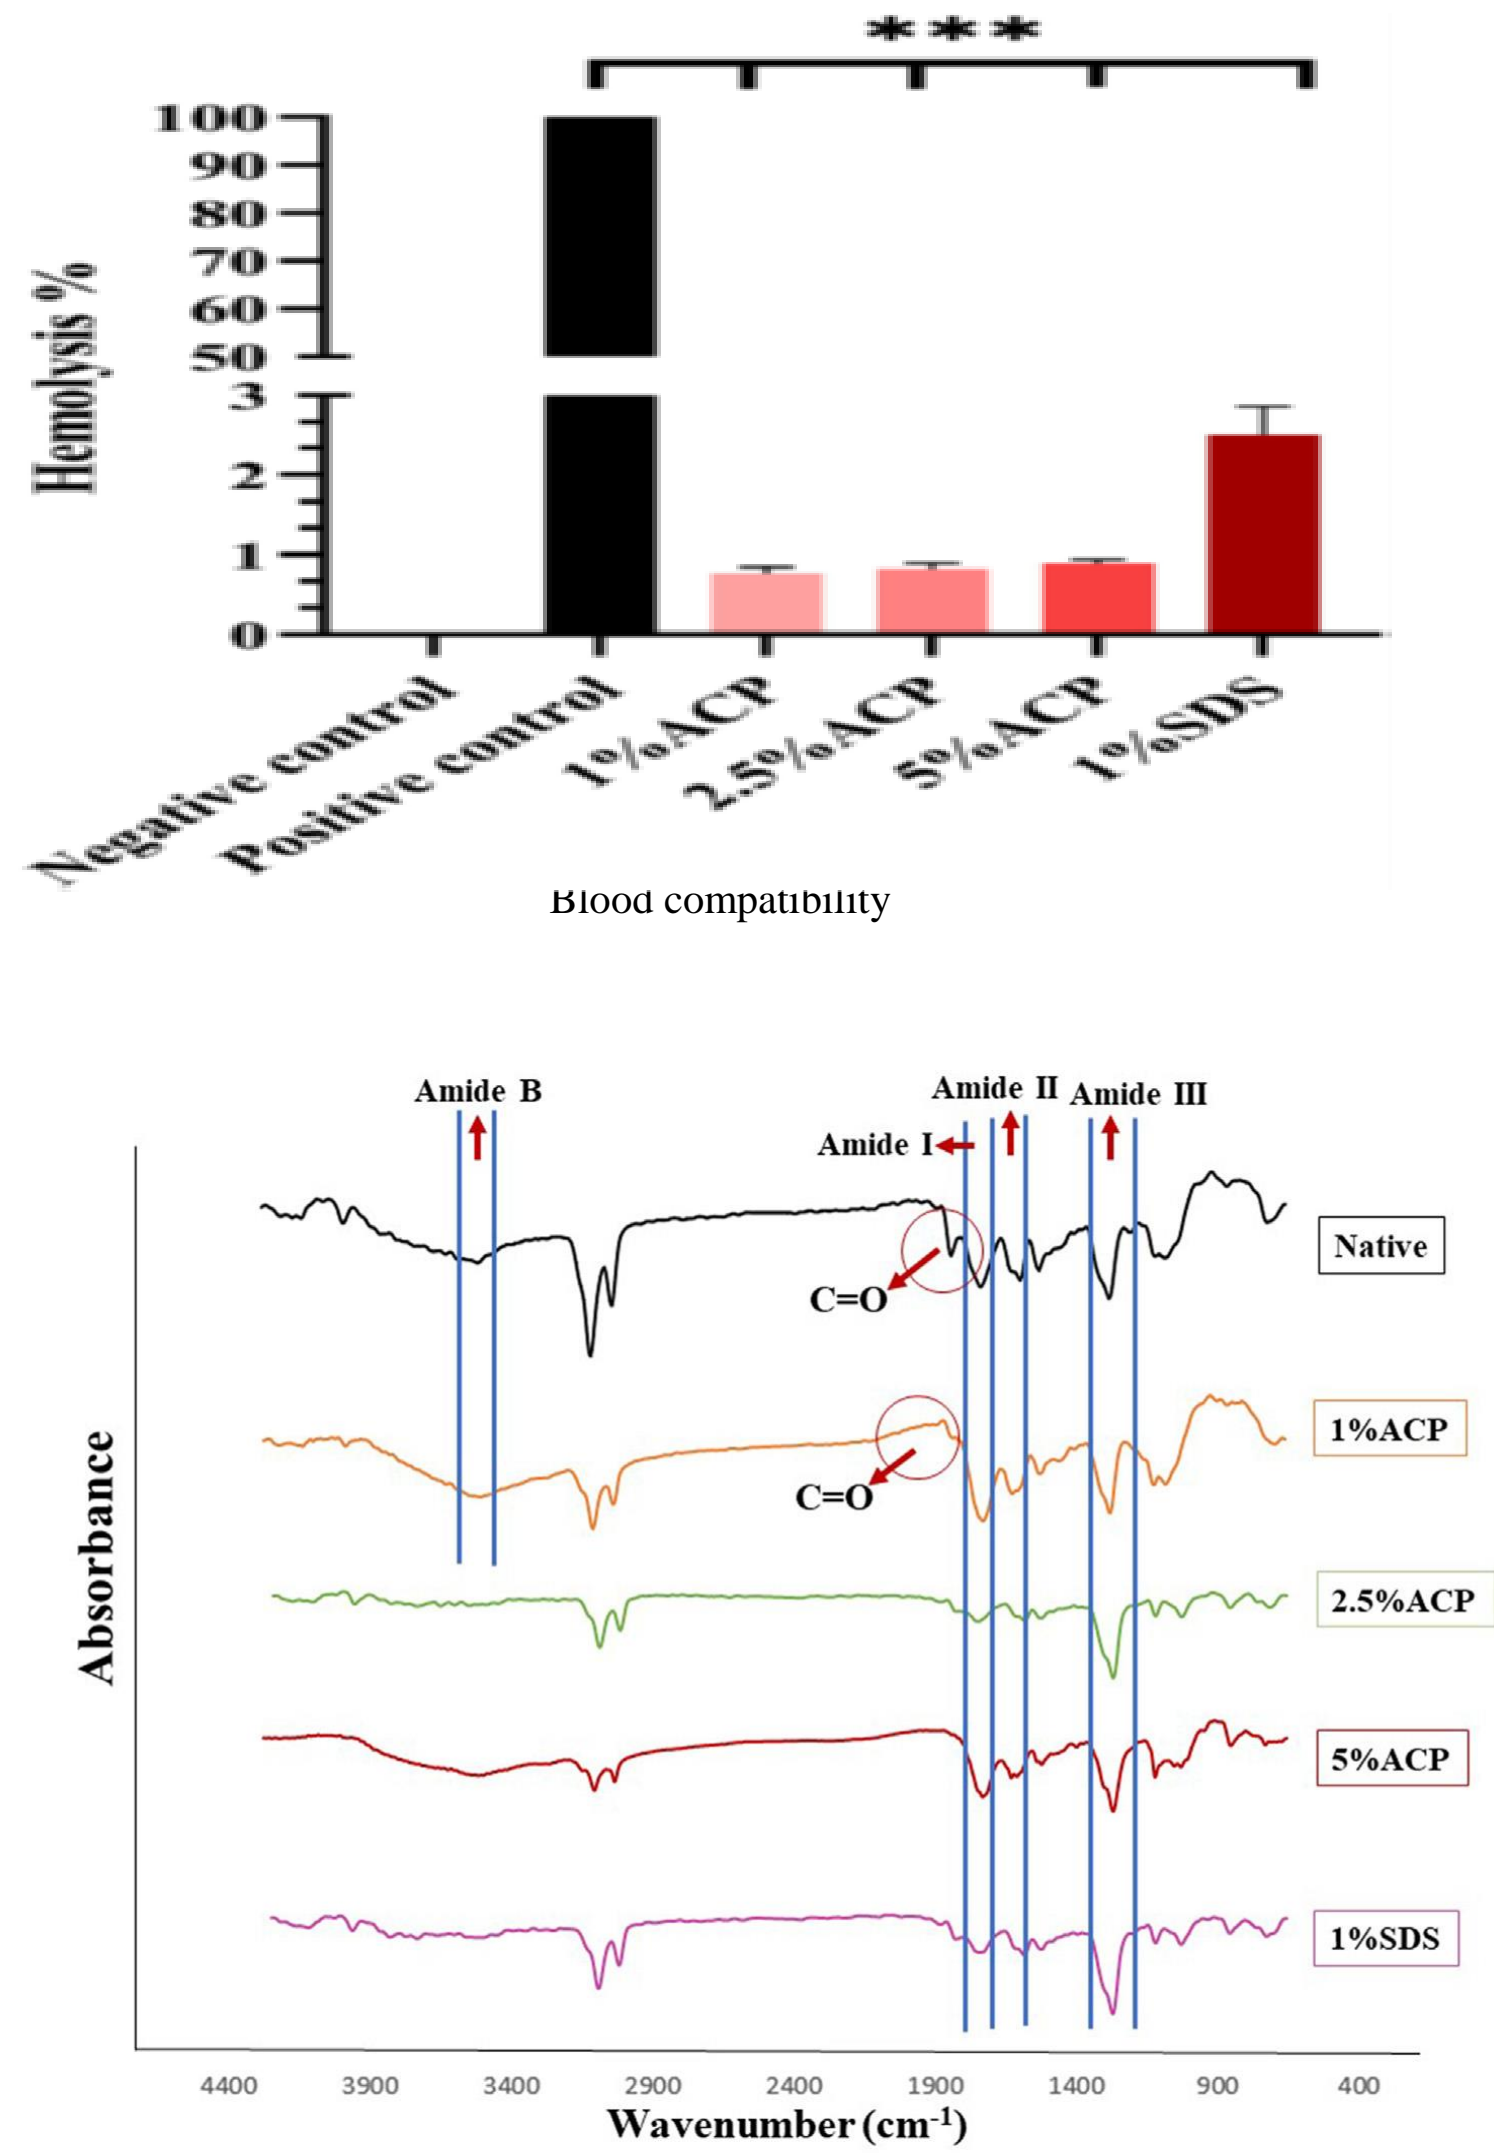 ***
100
90
80
70
60
50
3
2
1
0
Hemolysis %
Negative control
Positive control
1%ACP
2.5%ACP
5%ACP
1%SDS
Blood compatibility
Amide B
Amide II
Amide III
Amide I
Native
C=O
1%ACP
C=O
2.5%ACP
5%ACP
1%SDS
Absorbance
4400 3900 3400 2900 2400 1900 1400 900 400
Wavenumber (cm-1)